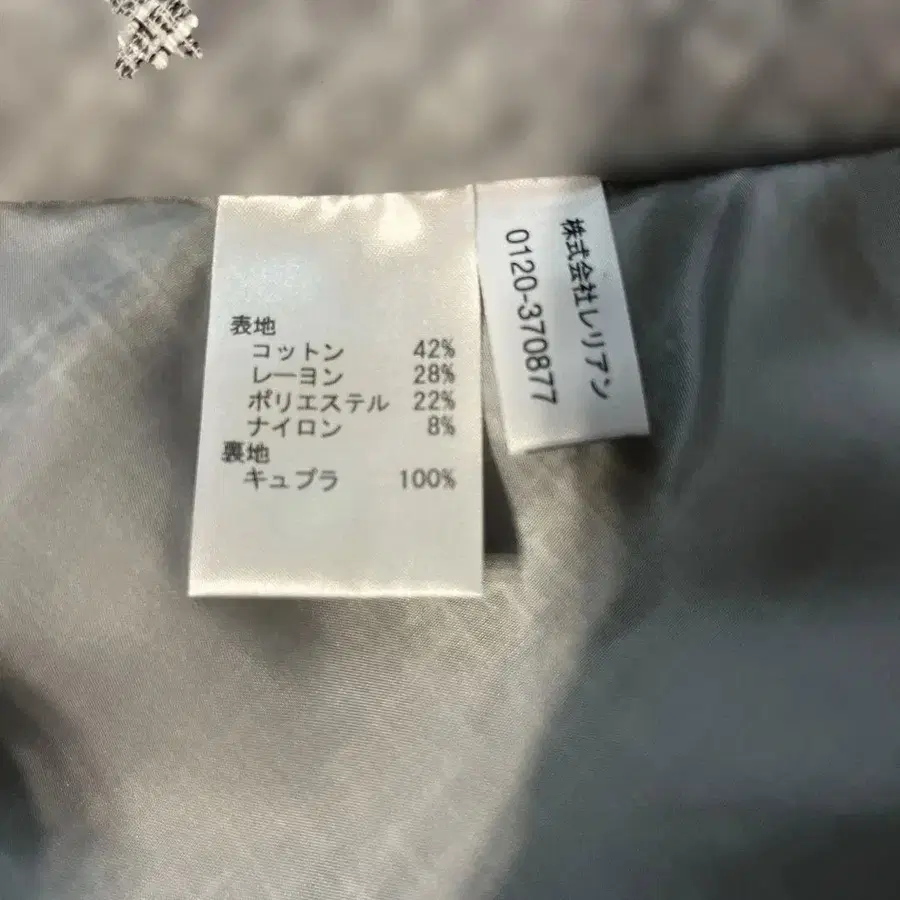 表地
コットン 42%
レーヨン 28%
ポリエステル 22%
ナイロン 8%
裏地
キュプラ 100%
株式会社レリアン
0120-370877